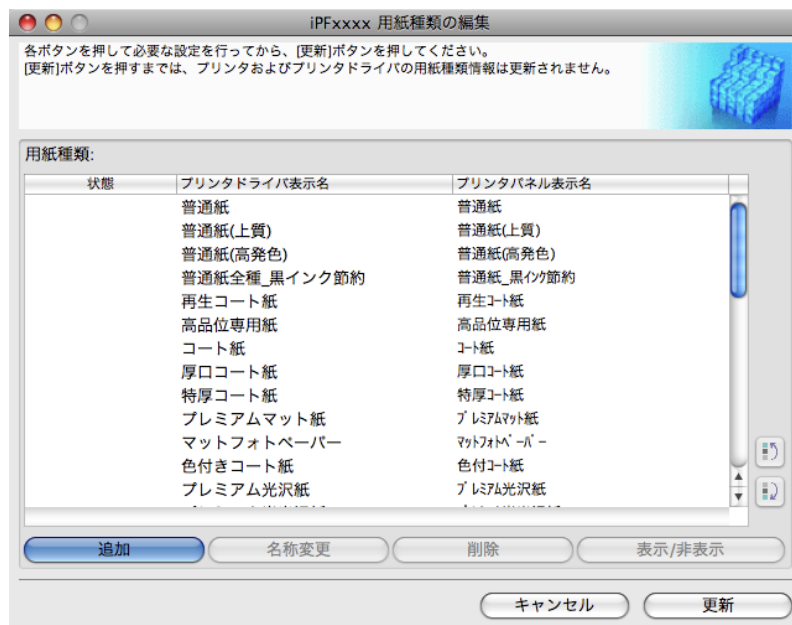 iPFxxxx 用紙種類の編集
各ボタンを押して必要な設定を行ってから、[更新]ボタンを押してください。
[更新]ボタンを押すまでは、プリンタおよびプリンタドライバの用紙種類情報は更新されません。
用紙種類:
状態 プリンタドライバ表示名 プリンタパネル表示名
普通紙 普通紙
普通紙(上質) 普通紙(上質)
普通紙(高発色) 普通紙(高発色)
普通紙全種_黒インク節約 普通紙_黒ｲﾝｸ節約
再生コート紙 再生ｺｰﾄ紙
高品位専用紙 高品位専用紙
コート紙 ｺｰﾄ紙
厚口コート紙 厚口ｺｰﾄ紙
特厚コート紙 特厚ｺｰﾄ紙
プレミアムマット紙 ﾌﾟﾚﾐｱﾑﾏｯﾄ紙
マットフォトペーパー ﾏｯﾄﾌｫﾄﾍﾟｰﾊﾟｰ
色付きコート紙 色付ｺｰﾄ紙
プレミアム光沢紙 ﾌﾟﾚﾐｱﾑ光沢紙
追加 名称変更 削除 表示/非表示
キャンセル 更新